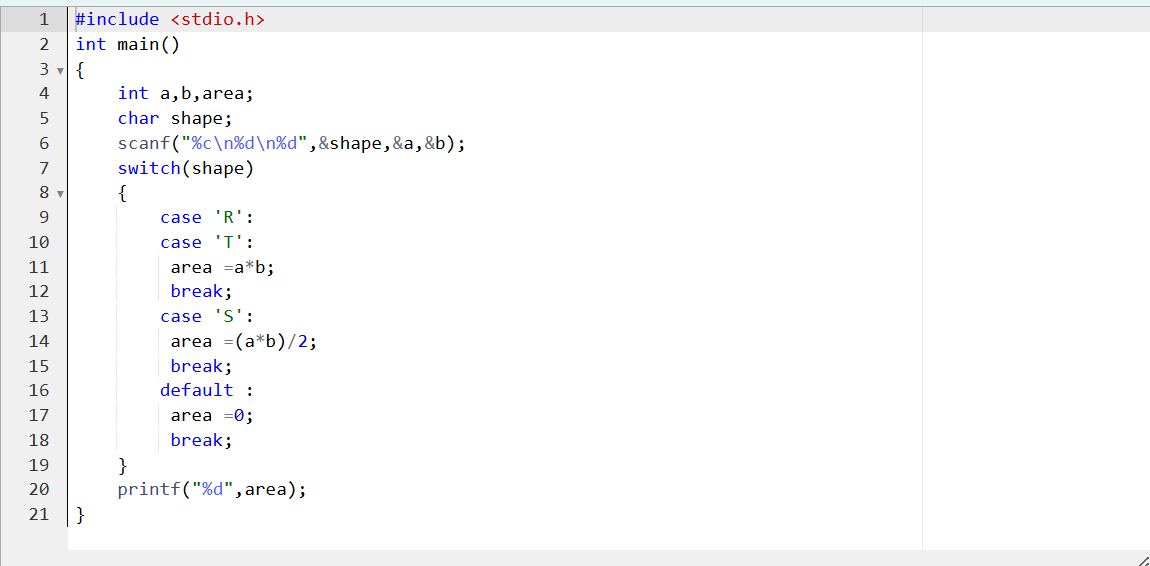 1 #include <stdio.h>
2 int main()
3 {
4 int a,b,area;
5 char shape;
6 scanf("%c\n%d\n%d",&shape,&a,&b);
7 switch(shape)
8 {
9 case 'R':
10 case 'T':
11 area =a*b;
12 break;
13 case 'S':
14 area =(a*b)/2;
15 break;
16 default :
17 area =0;
18 break;
19 }
20 printf("%d",area);
21 }